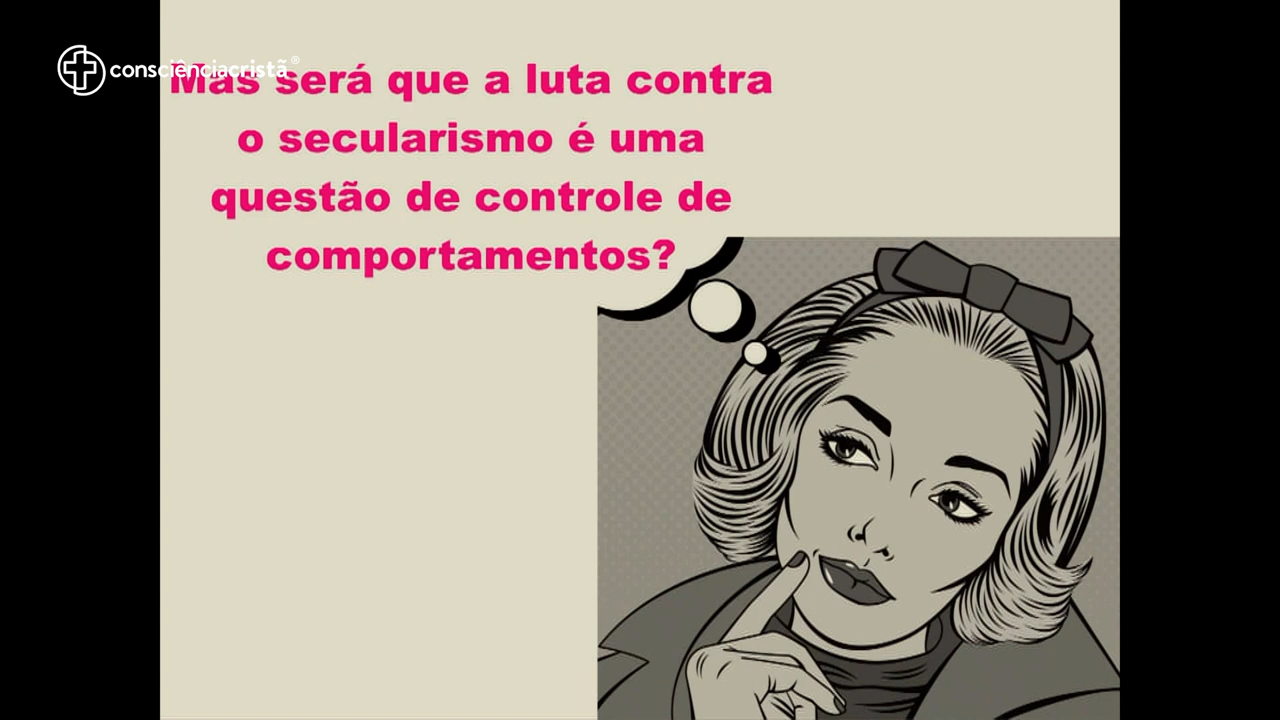 consciênciacristã®
Mas será que a luta contra
o secularismo é uma
questão de controle de
comportamentos?